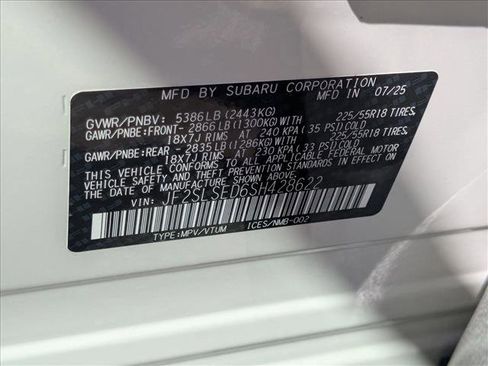 MFD BY SUBARU CORPORATION 07/25
GVWR/PNBV: 5386LB (2443KG)
GAWR/PNBE:FRONT- 2866LB (1300KG) WITH 225/55R18 TIRES,
18X7J RIMS AT 240 KPA (35 PSI) COLD
GAWR/PNBE:REAR - 2835LB (1286KG) WITH 225/55R18 TIRES,
18X7J RIMS AT 230 KPA (33 PSI) COLD
THIS VEHICLE CONFORMS TO ALL APPLICABLE FEDERAL MOTOR
VEHICLE SAFETY, BUMPER, AND THEFT PREVENTION STANDARDS
IN EFFECT ON THE DATE OF MANUFACTURE SHOWN ABOVE.
VIN: JF2SLSED6SH428622
TYPE:MPV/VTUM ICES/NMB-002